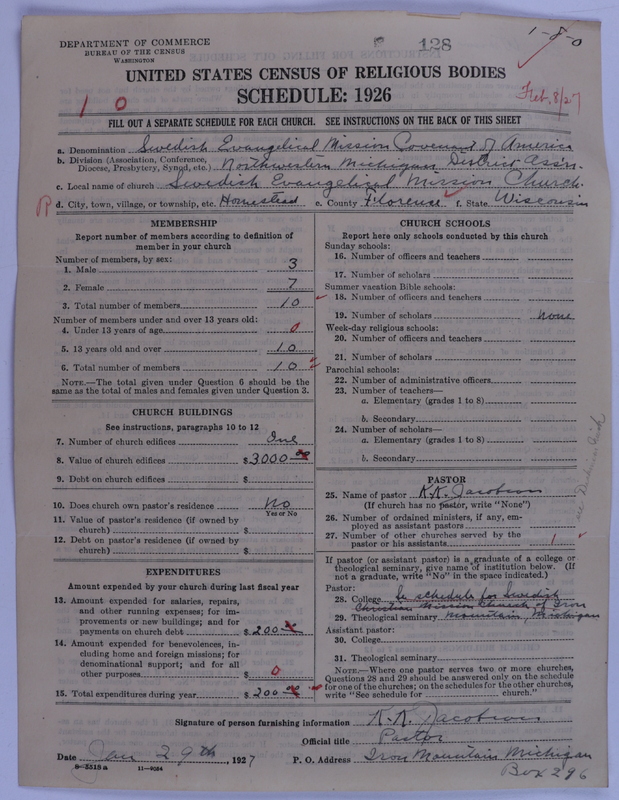 1-8-0
DEPARTMENT OF COMMERCE
BUREAU OF THE CENSUS
WASHINGTON
128
UNITED STATES CENSUS OF RELIGIOUS BODIES
SCHEDULE: 1926
1 0
Feb. 8/27
FILL OUT A SEPARATE SCHEDULE FOR EACH CHURCH. SEE INSTRUCTIONS ON THE BACK OF THIS SHEET
a. Denomination Swedish Evangelical Mission Covenant of America
b. Division (Association, Conference, Diocese, Presbytery, Synod, etc.) Northwestern Michigan District Ass'n.
c. Local name of church Swedish Evangelical Mission Church.
d. City, town, village, or township, etc. Homestead e. County Florence f. State Wisconsin
MEMBERSHIP
Report number of members according to definition of
member in your church
Number of members, by sex:
1. Male 3
2. Female 7
3. Total number of members 10
Number of members under and over 13 years old:
4. Under 13 years of age 0
5. 13 years old and over 10
6. Total number of members 10
NOTE.—The total given under Question 6 should be
same as the total of males and females given under Question 3.
CHURCH BUILDINGS
See instructions, paragraphs 10 to 12
7. Number of church edifices One
8. Value of church edifices $3000.00
9. Debt on church edifices $
10. Does church own pastor's residence No
Yes or No
11. Value of pastor's residence (if owned by
church) $
12. Debt on pastor's residence (if owned by
church) $
EXPENDITURES
Amount expended by your church during last fiscal year
13. Amount expended for salaries, repairs,
and other running expenses; for im-
provements or new buildings; and for
payments on church debt $200
14. Amount expended for benevolences, in-
cluding home and foreign missions; for
denominational support; and for all
other purposes $ 0
15. Total expenditures during year $200
CHURCH SCHOOLS
Report here only schools conducted by this church
Sunday schools:
16. Number of officers and teachers
17. Number of scholars
Summer vacation Bible schools:
18. Number of officers and teachers
19. Number of scholars none
Week-day religious schools:
20. Number of officers and teachers
21. Number of scholars
Parochial schools:
22. Number of administrative officers
23. Number of teachers—
a. Elementary (grades 1 to 8)
b. Secondary
24. Number of scholars—
a. Elementary (grades 1 to 8)
b. Secondary
PASTOR
25. Name of pastor K.K. Jacobson
(If church has no pastor, write "None")
26. Number of ordained ministers, if any, em-
ployed as assistant pastors
27. Number of other churches served by the
pastor or his assistants 1
If pastor (or assistant pastor) is a graduate of a college or
theological seminary, give name of institution below. (If
not a graduate, write "No" in the space indicated.)
Pastor:
28. College schedule for Swedish
Christian Mission Church of Iron
29. Theological seminary Mountain, Michigan
Assistant pastor:
30. College
31. Theological seminary
NOTE.—Where one pastor serves two or more churches,
Questions 28 and 29 should be answered only on the schedule
for one of the churches; on the schedules for the other churches,
write "See schedule for church."
Signature of person furnishing information K.K. Jacobson
Official title Pastor
Date Jan 29th, 1927 P. O. Address Iron Mountain Michigan
8-5515a 11-9024
Box 296